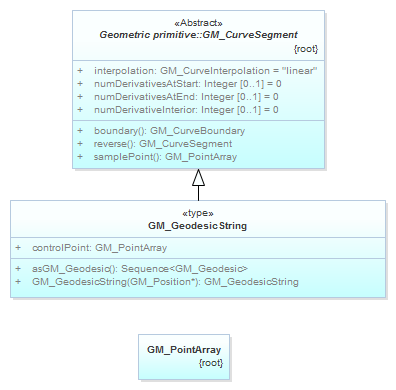 «Abstract»
Geometric primitive::GM_CurveSegment
{root}
+ interpolation: GM_CurveInterpolation = "linear"
+ numDerivativesAtStart: Integer [0..1] = 0
+ numDerivativesAtEnd: Integer [0..1] = 0
+ numDerivativeInterior: Integer [0..1] = 0
+ boundary(): GM_CurveBoundary
+ reverse(): GM_CurveSegment
+ samplePoint(): GM_PointArray
«type»
GM_GeodesicString
+ controlPoint: GM_PointArray
+ asGM_Geodesic(): Sequence<GM_Geodesic>
+ GM_GeodesicString(GM_Position*): GM_GeodesicString
GM_PointArray
{root}